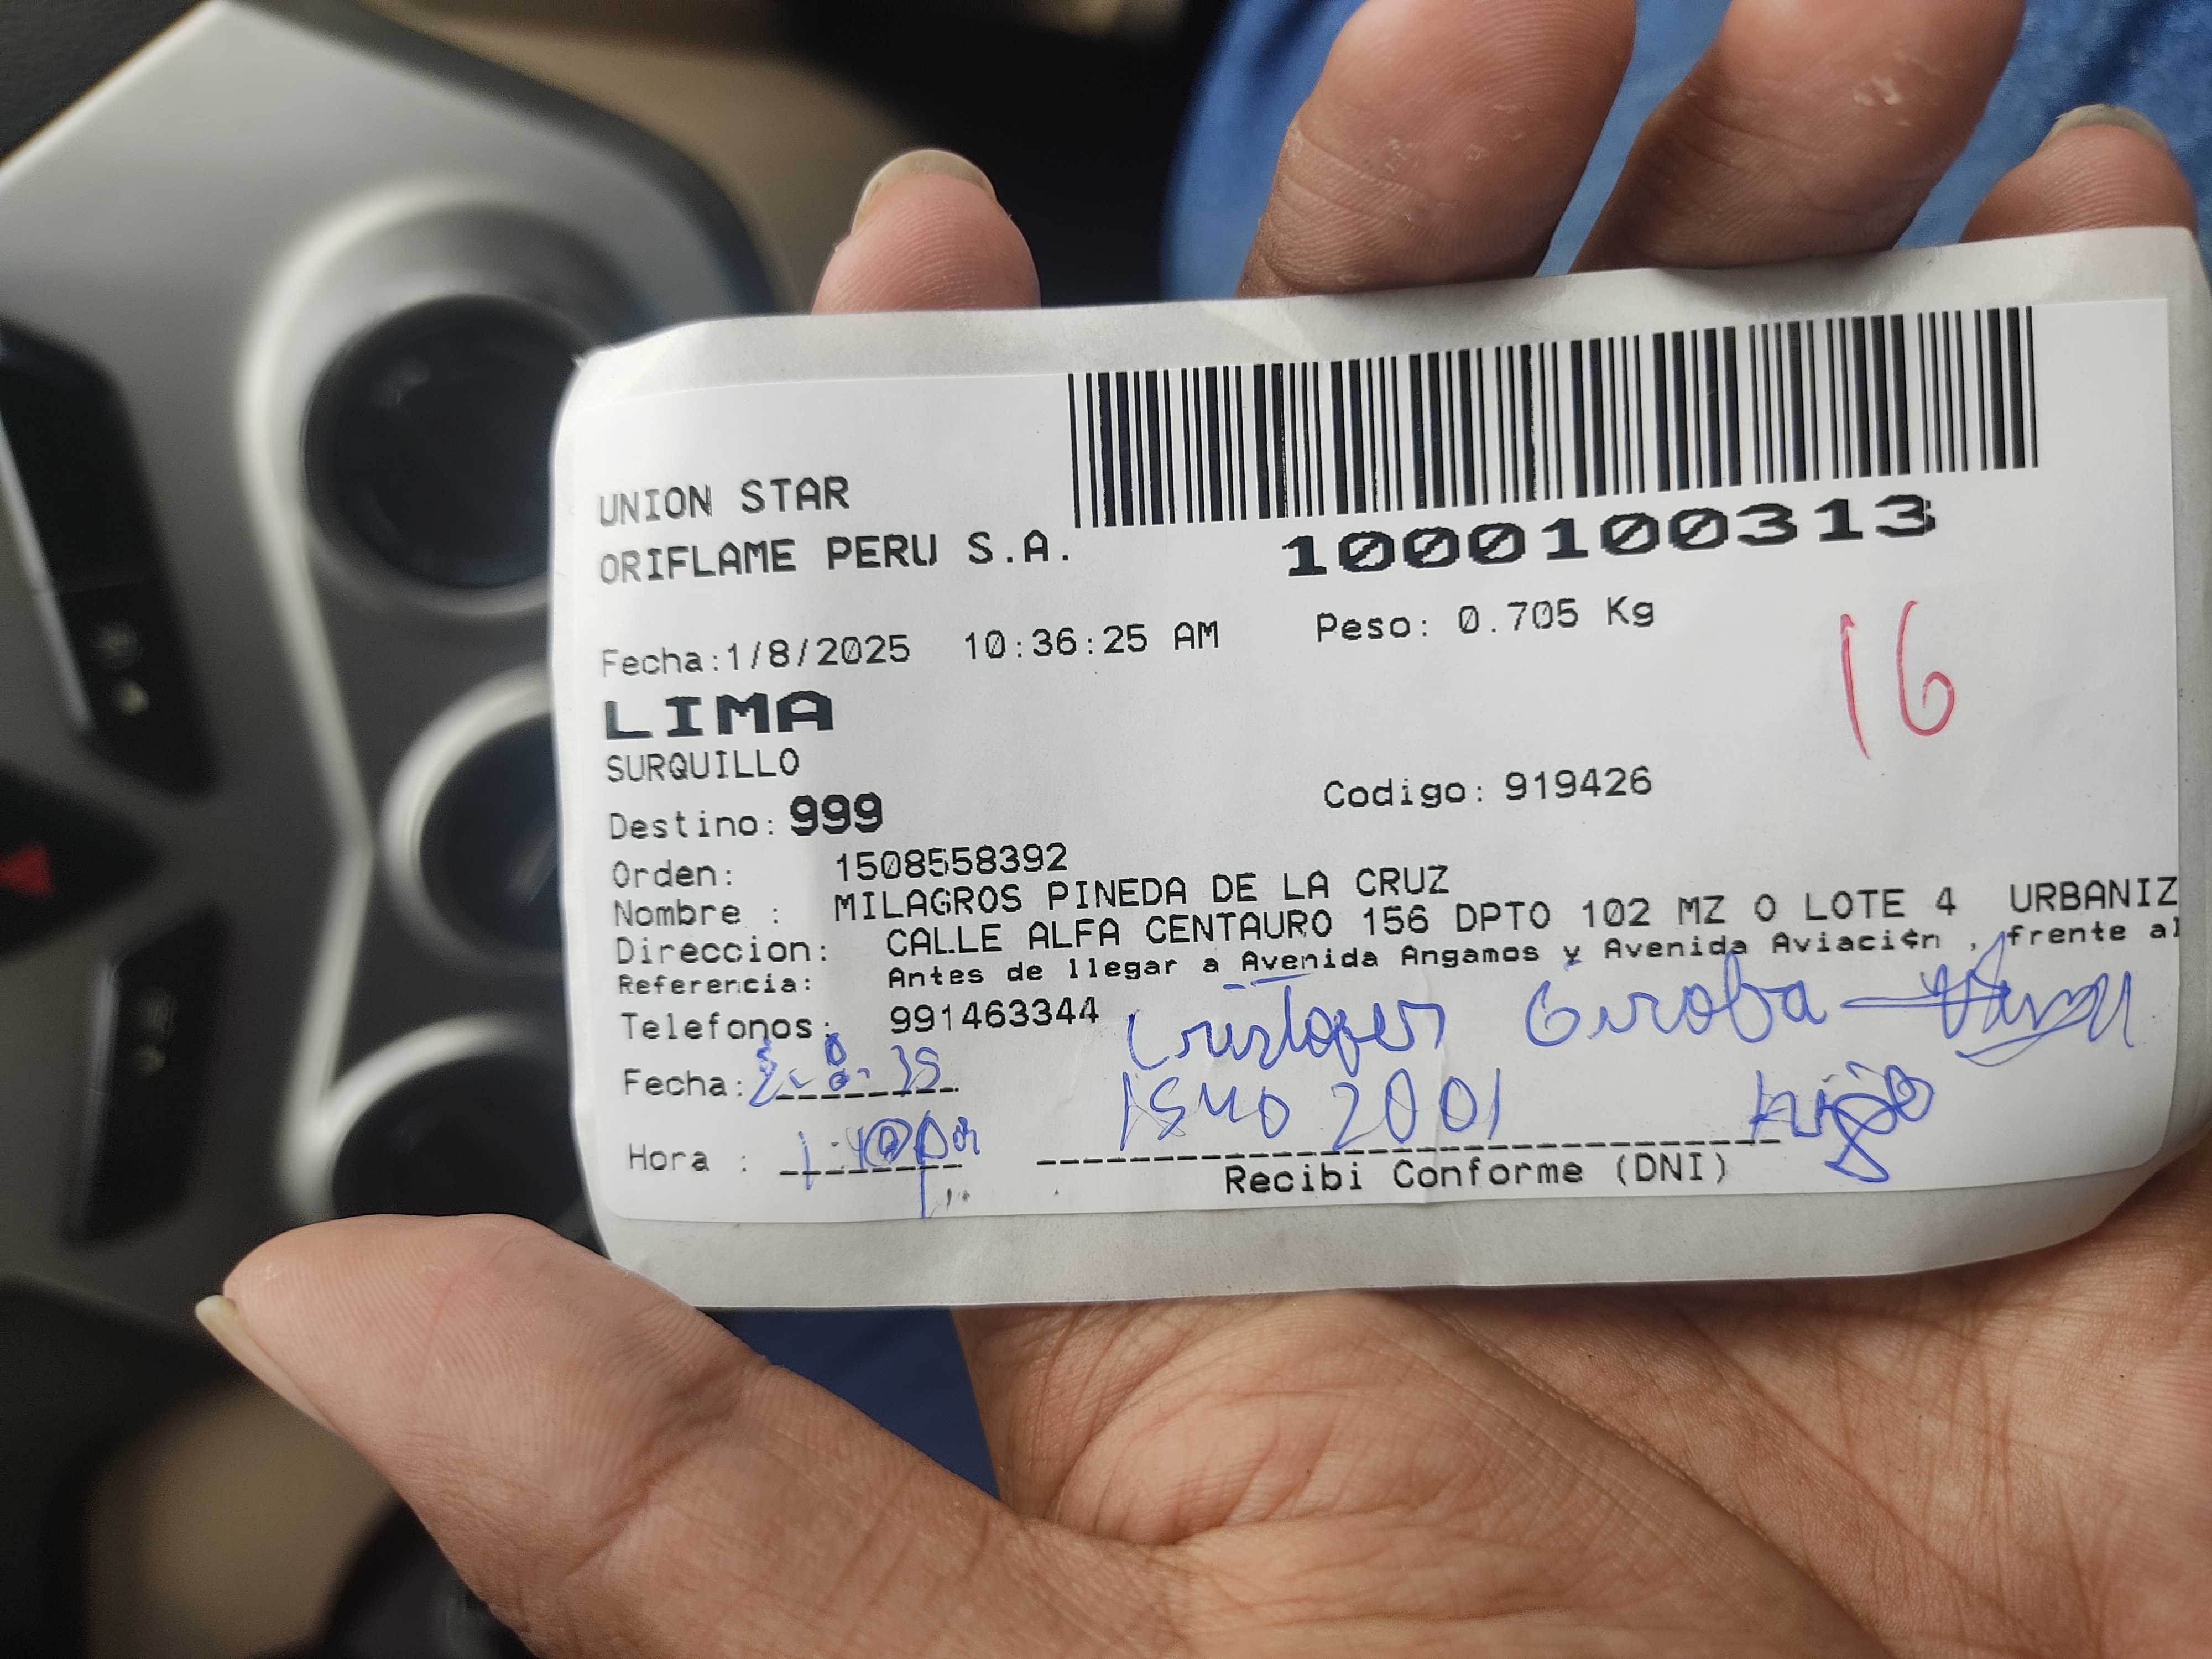 UNION STAR
ORIFLAME PERU S.A.
1000100313
Fecha:1/8/2025 10:36:25 AM Peso: 0.705 Kg
16
LIMA
SURQUILLO
Destino: 999 Codigo: 919426
Orden: 1508558392
Nombre : MILAGROS PINEDA DE LA CRUZ
Direccion: CALLE ALFA CENTAURO 156 DPTO 102 MZ O LOTE 4 URBANIZ
Referencia: Antes de llegar a Avenida Angamos y Avenida Aviaci¢n , frente al
Telefonos: 991463344
Fecha:
Hora :
Recibi Conforme (DNI)